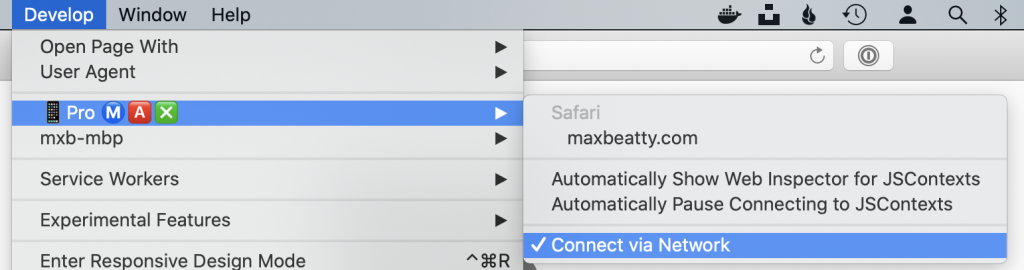 Develop Window Help
Open Page With
User Agent
📱 Pro Ⓜ️🅰️❎
mxb-mbp
Service Workers
Experimental Features
Enter Responsive Design Mode ^⌘R
Safari
maxbeatty.com
Automatically Show Web Inspector for JSContexts
Automatically Pause Connecting to JSContexts
✓ Connect via Network